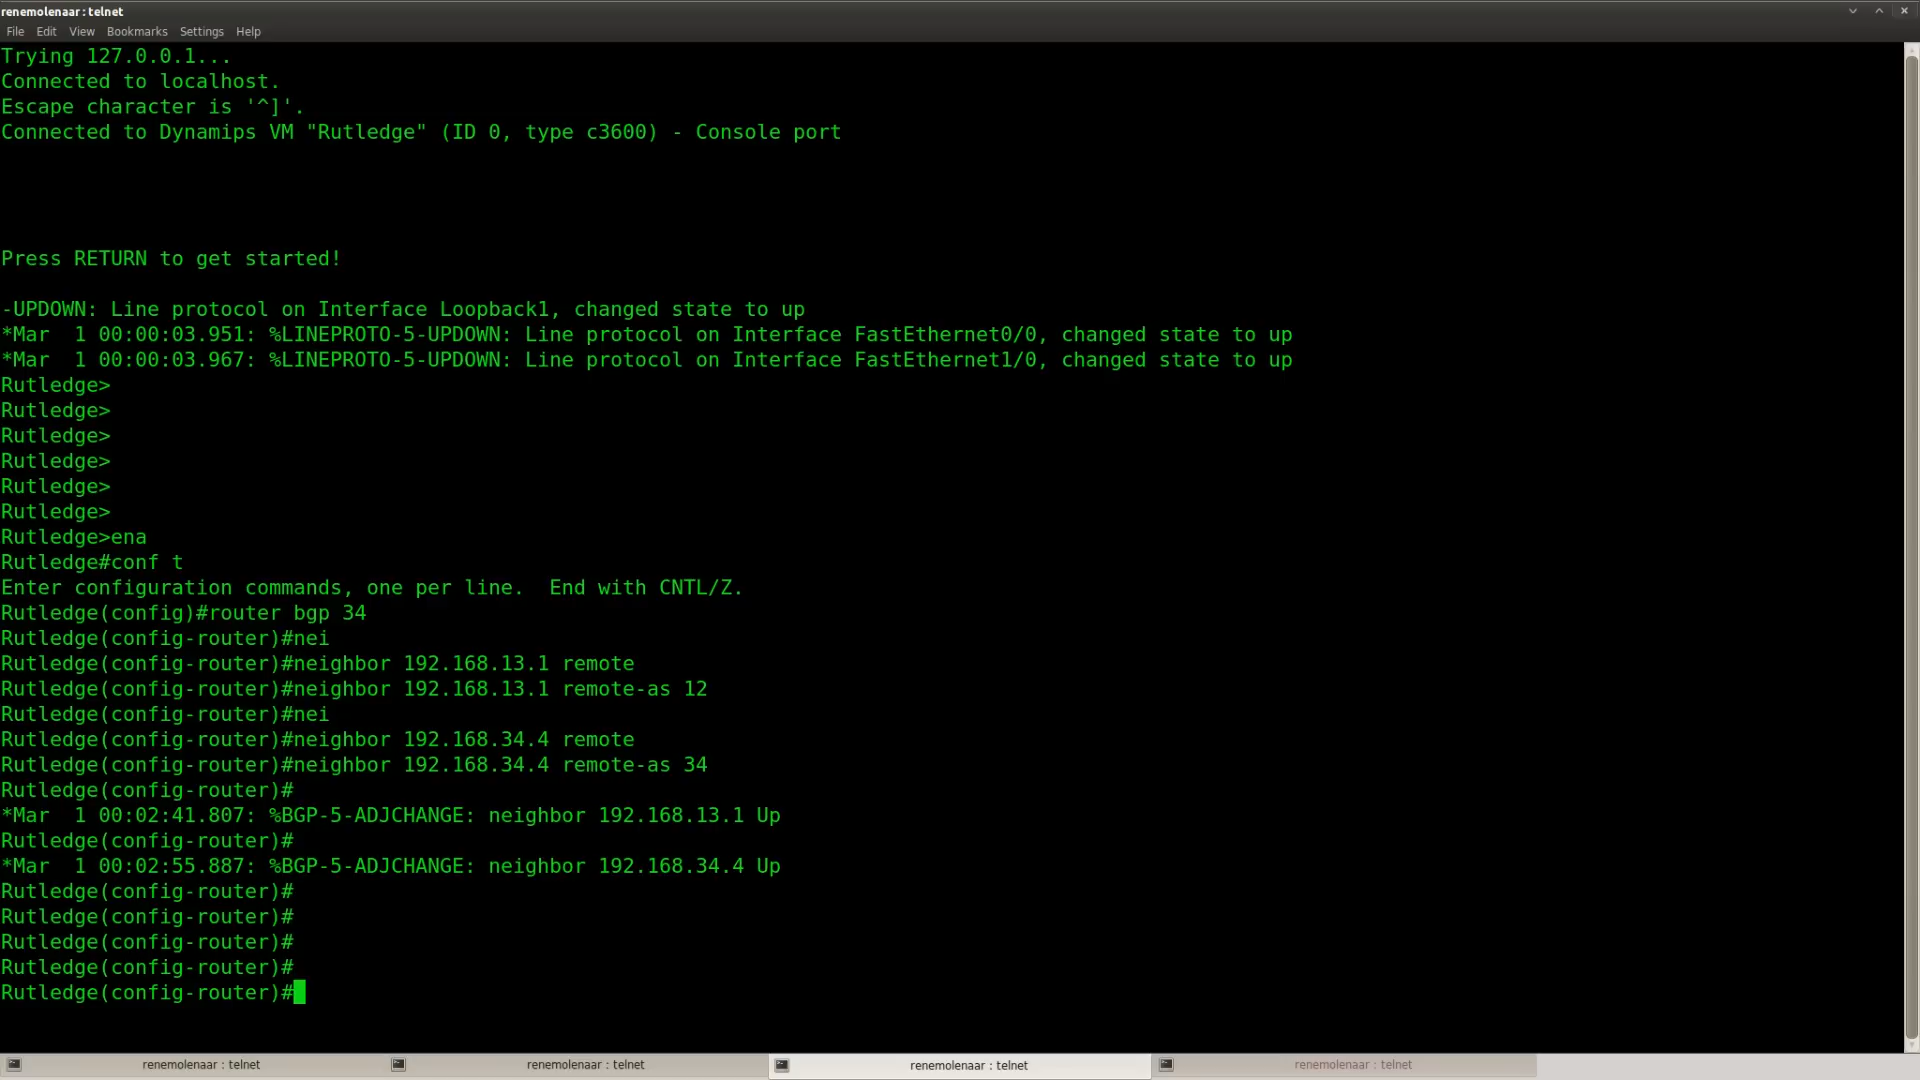 renemolenaar : telnet
File Edit View Bookmarks Settings Help
Trying 127.0.0.1...
Connected to localhost.
Escape character is '^]'.
Connected to Dynamips VM "Rutledge" (ID 0, type c3600) - Console port
Press RETURN to get started!
-UPDOWN: Line protocol on Interface Loopback1, changed state to up
*Mar  1 00:00:03.951: %LINEPROTO-5-UPDOWN: Line protocol on Interface FastEthernet0/0, changed state to up
*Mar  1 00:00:03.967: %LINEPROTO-5-UPDOWN: Line protocol on Interface FastEthernet1/0, changed state to up
Rutledge>
Rutledge>
Rutledge>
Rutledge>
Rutledge>
Rutledge>
Rutledge>ena
Rutledge#conf t
Enter configuration commands, one per line.  End with CNTL/Z.
Rutledge(config)#router bgp 34
Rutledge(config-router)#nei
Rutledge(config-router)#neighbor 192.168.13.1 remote
Rutledge(config-router)#neighbor 192.168.13.1 remote-as 12
Rutledge(config-router)#nei
Rutledge(config-router)#neighbor 192.168.34.4 remote
Rutledge(config-router)#neighbor 192.168.34.4 remote-as 34
Rutledge(config-router)#
*Mar  1 00:02:41.807: %BGP-5-ADJCHANGE: neighbor 192.168.13.1 Up
Rutledge(config-router)#
*Mar  1 00:02:55.887: %BGP-5-ADJCHANGE: neighbor 192.168.34.4 Up
Rutledge(config-router)#
Rutledge(config-router)#
Rutledge(config-router)#
Rutledge(config-router)#
Rutledge(config-router)#
renemolenaar : telnet renemolenaar : telnet renemolenaar : telnet renemolenaar : telnet